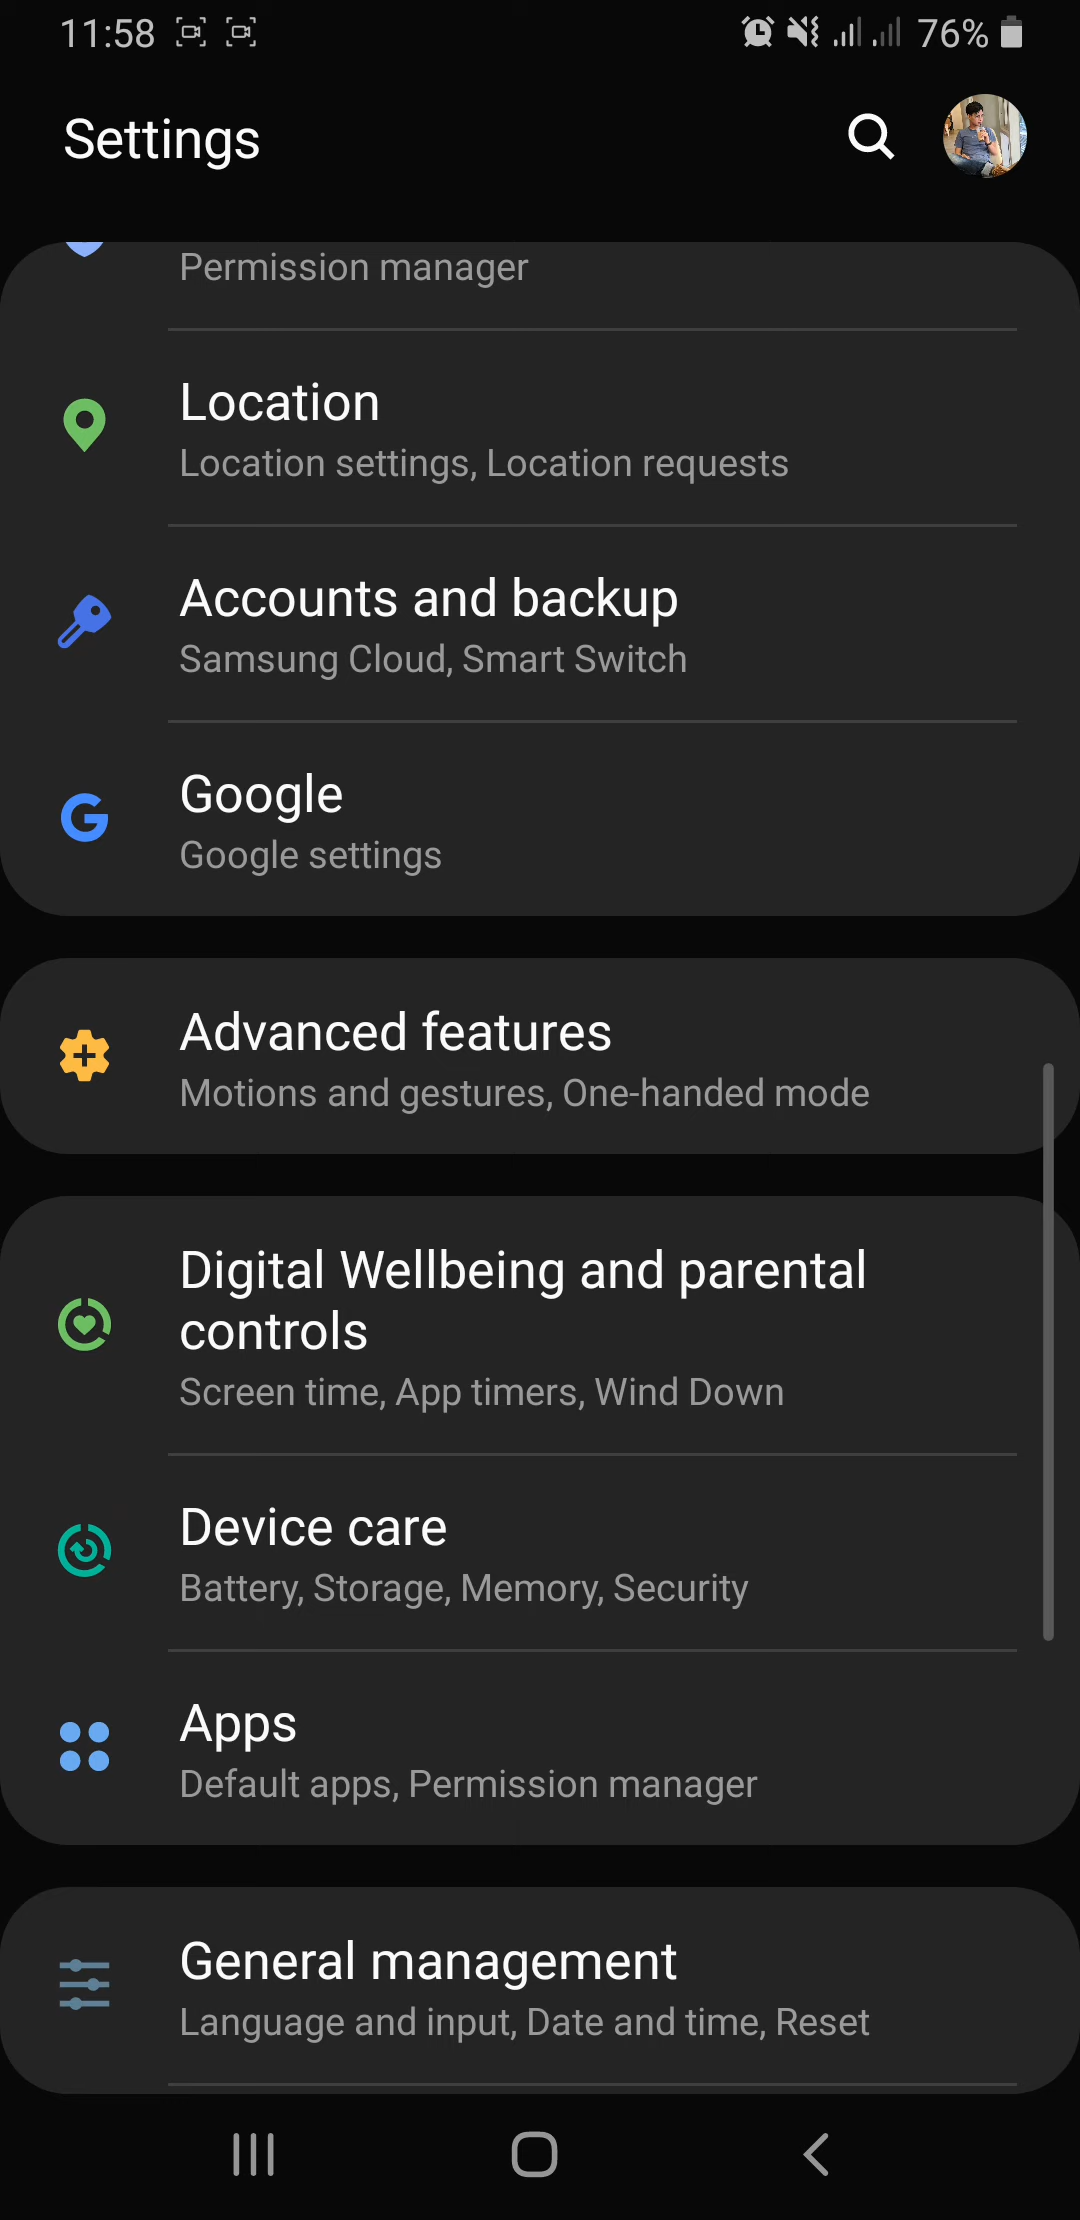 11:58
76%
Settings
Permission manager
Location
Location settings, Location requests
Accounts and backup
Samsung Cloud, Smart Switch
Google
Google settings
Advanced features
Motions and gestures, One-handed mode
Digital Wellbeing and parental
controls
Screen time, App timers, Wind Down
Device care
Battery, Storage, Memory, Security
Apps
Default apps, Permission manager
General management
Language and input, Date and time, Reset